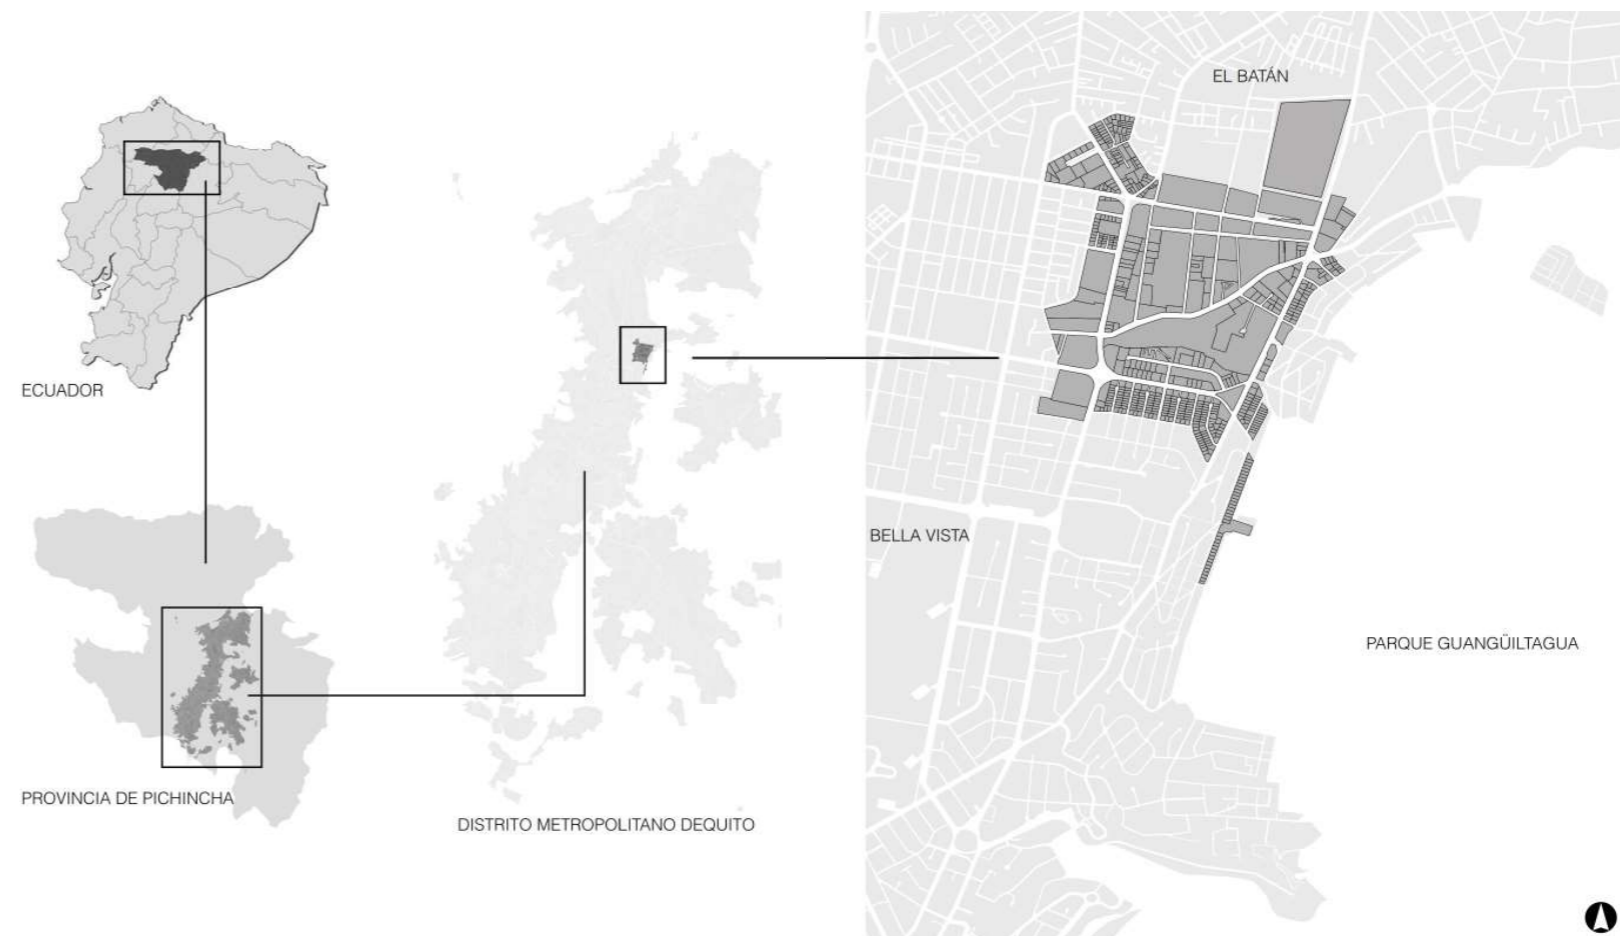 ECUADOR
PROVINCIA DE PICHINCHA
DISTRITO METROPOLITANO DEQUITO
EL BATÁN
BELLA VISTA
PARQUE GUANGÜILTAGUA